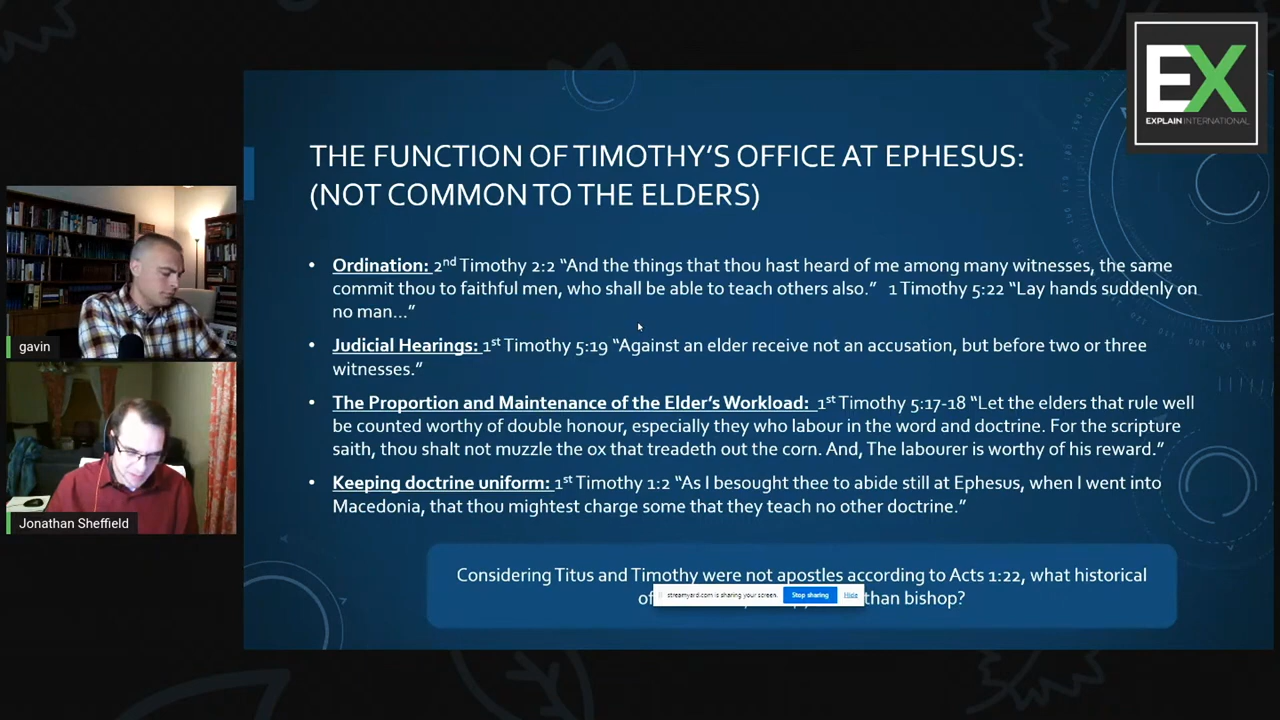 EX
EXPLAIN INTERNATIONAL
THE FUNCTION OF TIMOTHY'S OFFICE AT EPHESUS:
(NOT COMMON TO THE ELDERS)
• Ordination: 2nd Timothy 2:2 “And the things that thou hast heard of me among many witnesses, the same
commit thou to faithful men, who shall be able to teach others also.” 1 Timothy 5:22 “Lay hands suddenly on
no man...”
• Judicial Hearings: 1st Timothy 5:19 “Against an elder receive not an accusation, but before two or three
witnesses.”
• The Proportion and Maintenance of the Elder's Workload: 1st Timothy 5:17-18 “Let the elders that rule well
be counted worthy of double honour, especially they who labour in the word and doctrine. For the scripture
saith, thou shalt not muzzle the ox that treadeth out the corn. And, The labourer is worthy of his reward.”
• Keeping doctrine uniform: 1st Timothy 1:2 “As I besought thee to abide still at Ephesus, when I went into
Macedonia, that thou mightest charge some that they teach no other doctrine.”
Considering Titus and Timothy were not apostles according to Acts 1:22, what historical
than bishop?
streamyard.com is sharing your screen. Stop sharing Hide
gavin
Jonathan Sheffield